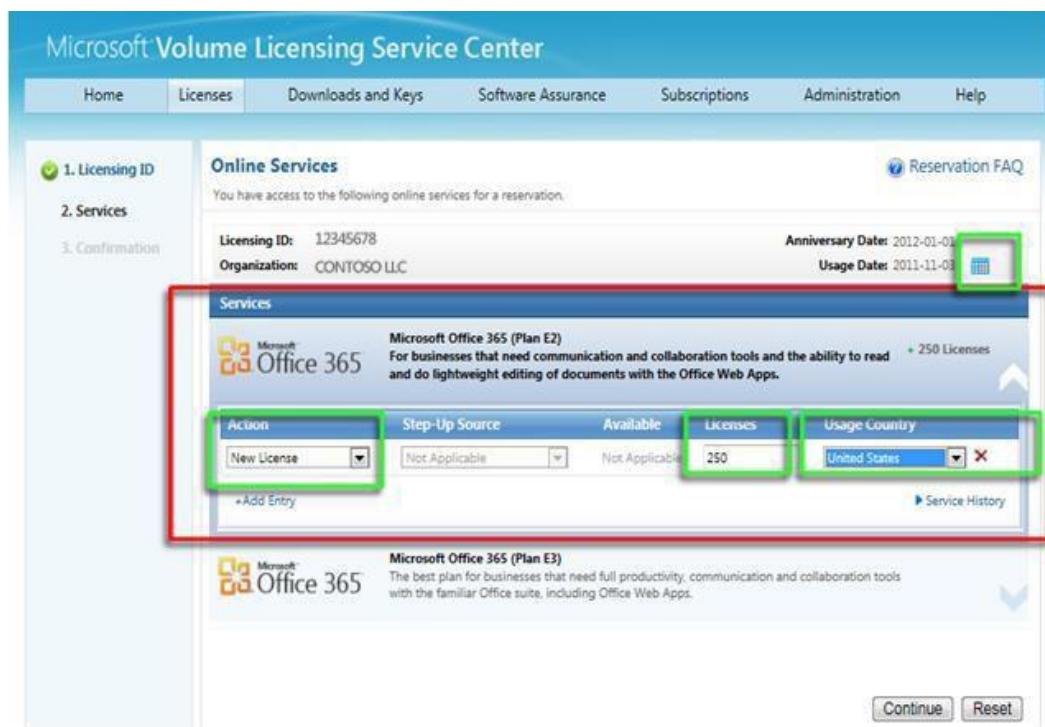 Microsoft Volume Licensing Service Center
Home Licenses Downloads and Keys Software Assurance Subscriptions Administration Help
1. Licensing ID
2. Services
3. Confirmation
Online Services
Reservation FAQ
You have access to the following online services for a reservation.
Licensing ID: 12345678 Anniversary Date: 2012-01-01
Organization: CONTOSO LLC Usage Date: 2011-11-03
Services
Microsoft Office 365
Microsoft Office 365 (Plan E2)
For businesses that need communication and collaboration tools and the ability to read
and do lightweight editing of documents with the Office Web Apps.
+ 250 Licenses
Action Step-Up Source Available Licenses Usage Country
New License Not Applicable Not Applicable 250 United States
+Add Entry Service History
Microsoft Office 365
Microsoft Office 365 (Plan E3)
The best plan for businesses that need full productivity, communication and collaboration tools
with the familiar Office suite, including Office Web Apps.
Continue Reset